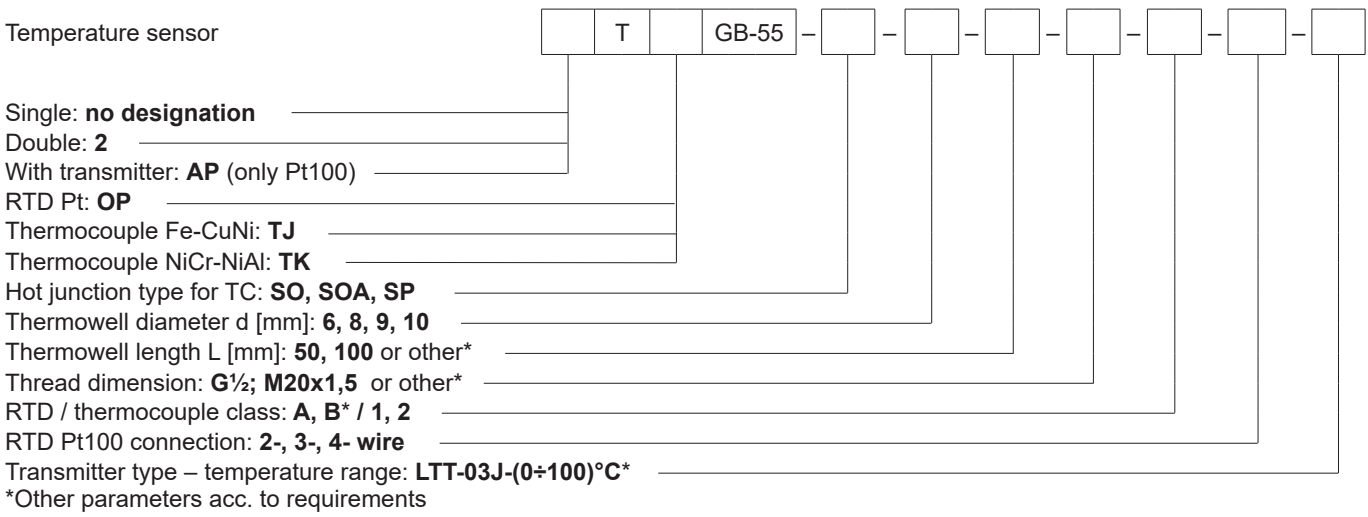 Temperature sensor T GB-55 – – – – – – –
Single: no designation
Double: 2
With transmitter: AP (only Pt100)
RTD Pt: OP
Thermocouple Fe-CuNi: TJ
Thermocouple NiCr-NiAl: TK
Hot junction type for TC: SO, SOA, SP
Thermowell diameter d [mm]: 6, 8, 9, 10
Thermowell length L [mm]: 50, 100 or other*
Thread dimension: G½; M20x1,5 or other*
RTD / thermocouple class: A, B* / 1, 2
RTD Pt100 connection: 2-, 3-, 4- wire
Transmitter type – temperature range: LTT-03J-(0÷100)°C*
*Other parameters acc. to requirements